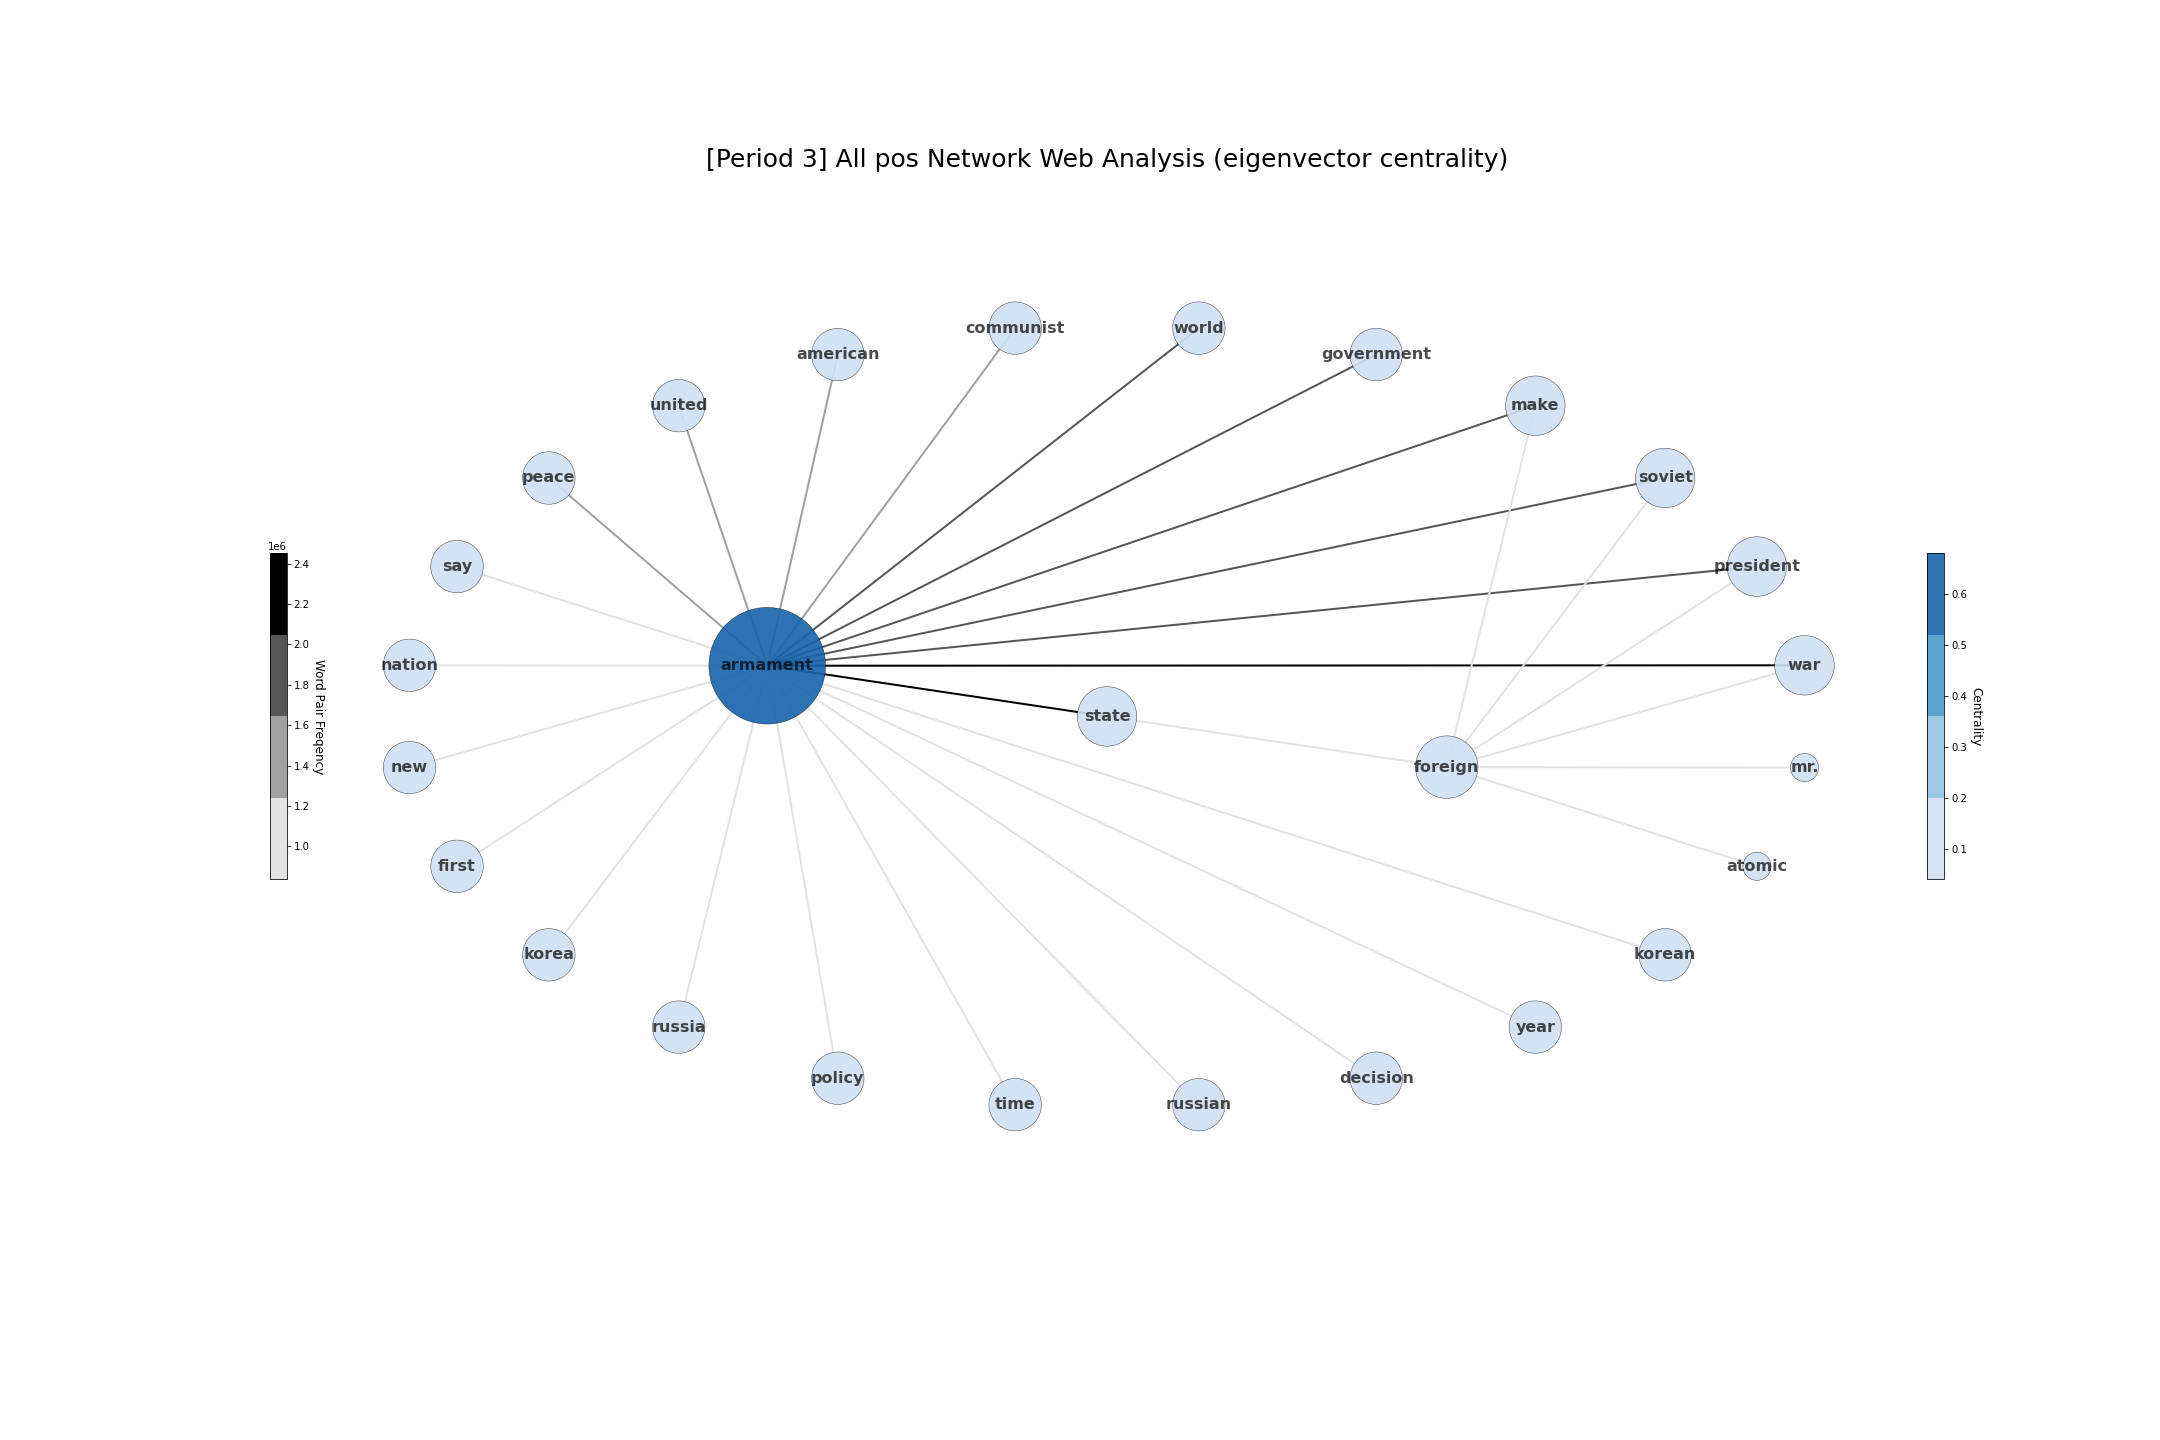 [Period 3] All pos Network Web Analysis (eigenvector centrality)
communist
world
american
government
united
make
peace
soviet
say
president
armament
nation
war
state
new
foreign
mr.
first
atomic
korea
korean
russia
year
policy
decision
time
russian
1e6
2.4
2.2
2.0
1.8
1.6
1.4
1.2
1.0
Word Pair Freqency
0.6
0.5
0.4
0.3
0.2
0.1
Centrality